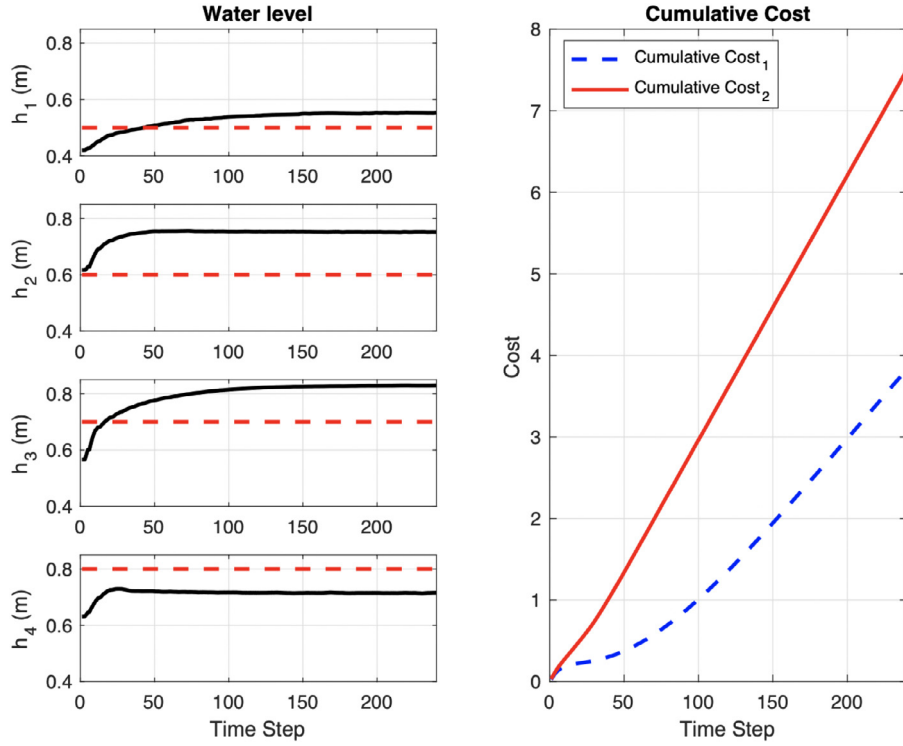 Water level
0.8
0.6
0.4
h1 (m)
0 50 100 150 200
0.8
0.6
0.4
h2 (m)
0 50 100 150 200
0.8
0.6
0.4
h3 (m)
0 50 100 150 200
0.8
0.6
0.4
h4 (m)
0 50 100 150 200
Time Step
Cumulative Cost
Cumulative Cost1
Cumulative Cost2
8
7
6
5
4
3
2
1
0
Cost
0 50 100 150 200
Time Step